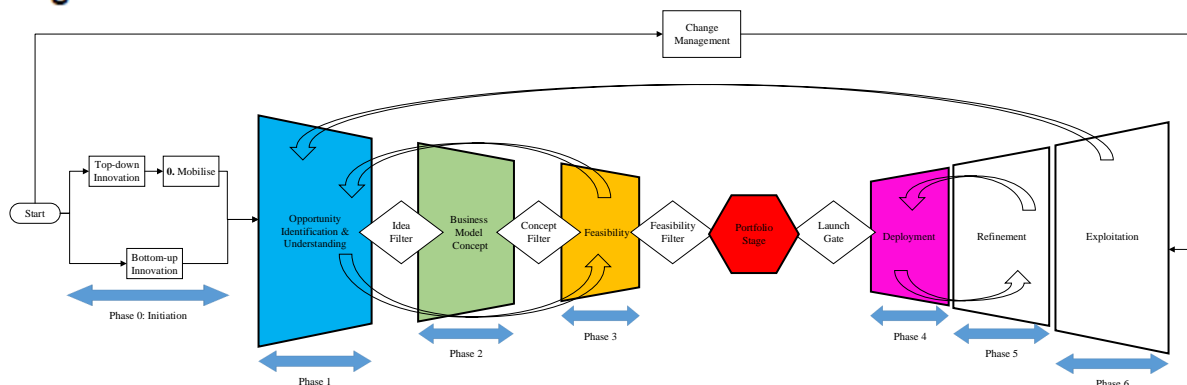 Change
Management
Top-down
Innovation
0. Mobilise
Start
Bottom-up
Innovation
Phase 0: Initiation
Opportunity
Identification &
Understanding
Idea
Filter
Business
Model
Concept
Concept
Filter
Feasibility
Feasibility
Filter
Portfolio
Stage
Launch
Gate
Deployment
Refinement
Exploitation
Phase 1
Phase 2
Phase 3
Phase 4
Phase 5
Phase 6